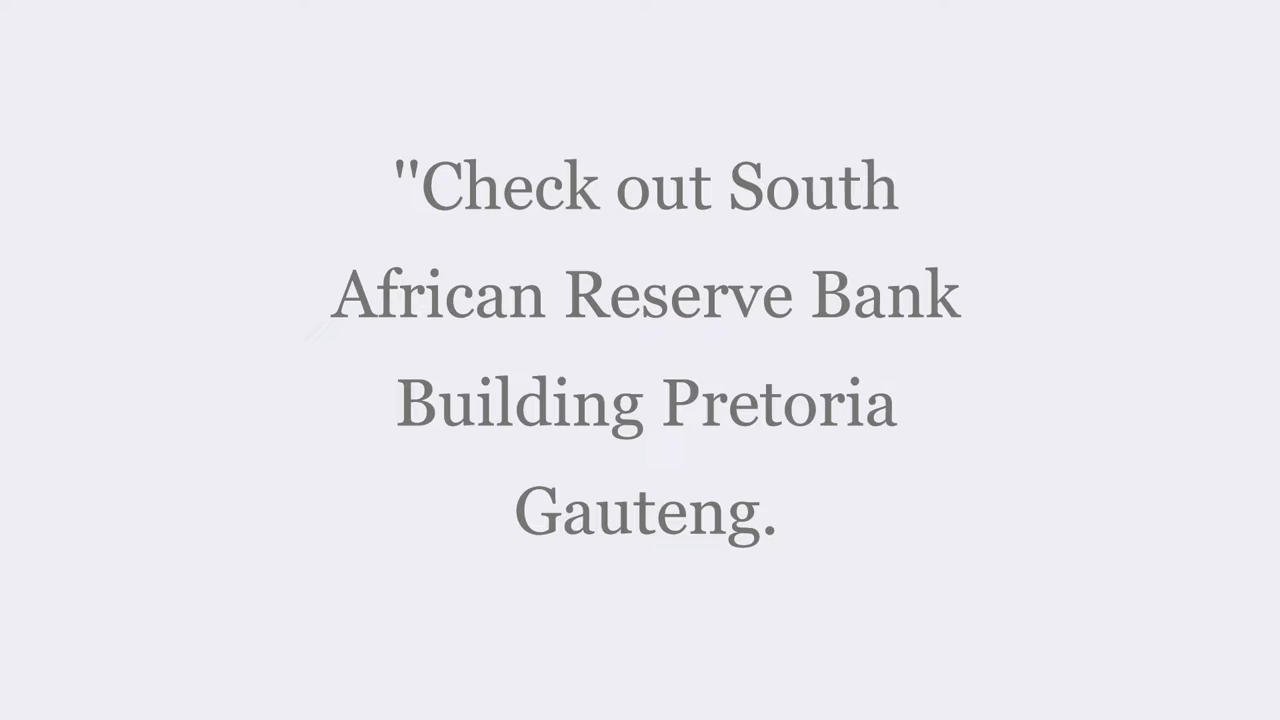 "Check out South
African Reserve Bank
Building Pretoria
Gauteng.